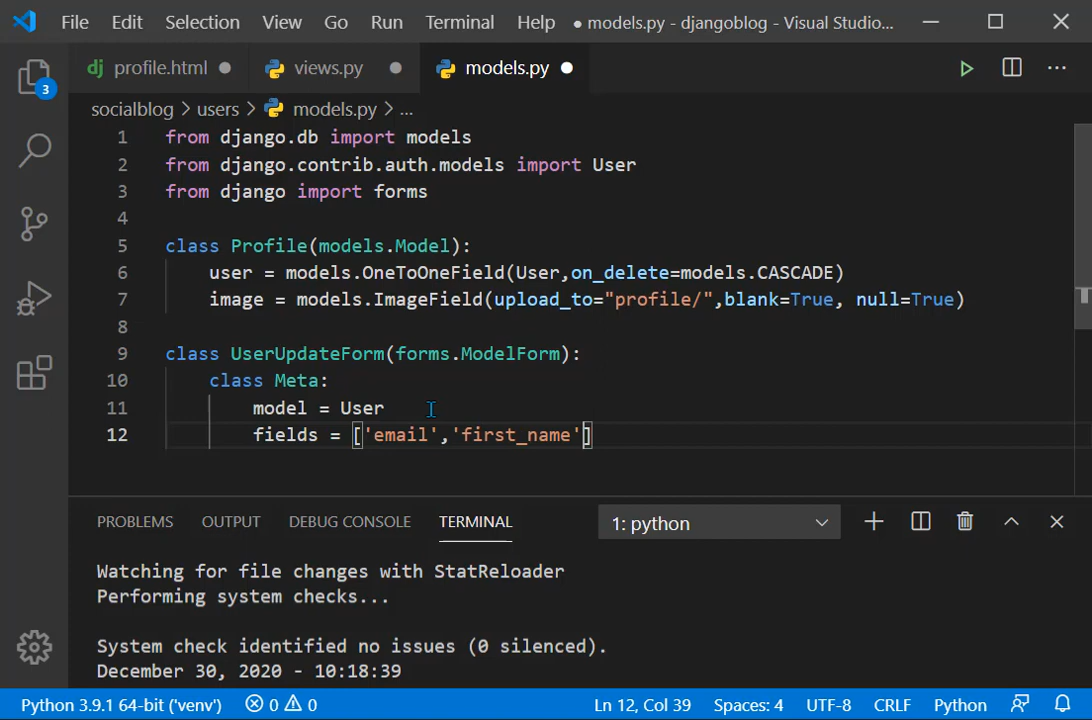 File Edit Selection View Go Run Terminal Help ● models.py - djangoblog - Visual Studio...
3
profile.html ● views.py ● models.py ●
socialblog > users > models.py > ...
1 from django.db import models
2 from django.contrib.auth.models import User
3 from django import forms
4
5 class Profile(models.Model):
6 user = models.OneToOneField(User,on_delete=models.CASCADE)
7 image = models.ImageField(upload_to="profile/",blank=True, null=True)
8
9 class UserUpdateForm(forms.ModelForm):
10 class Meta:
11 model = User
12 fields = ['email','first_name']
PROBLEMS OUTPUT DEBUG CONSOLE TERMINAL 1: python
Watching for file changes with StatReloader
Performing system checks...
System check identified no issues (0 silenced).
December 30, 2020 - 10:18:39
Python 3.9.1 64-bit ('venv') 0 0 Ln 12, Col 39 Spaces: 4 UTF-8 CRLF Python